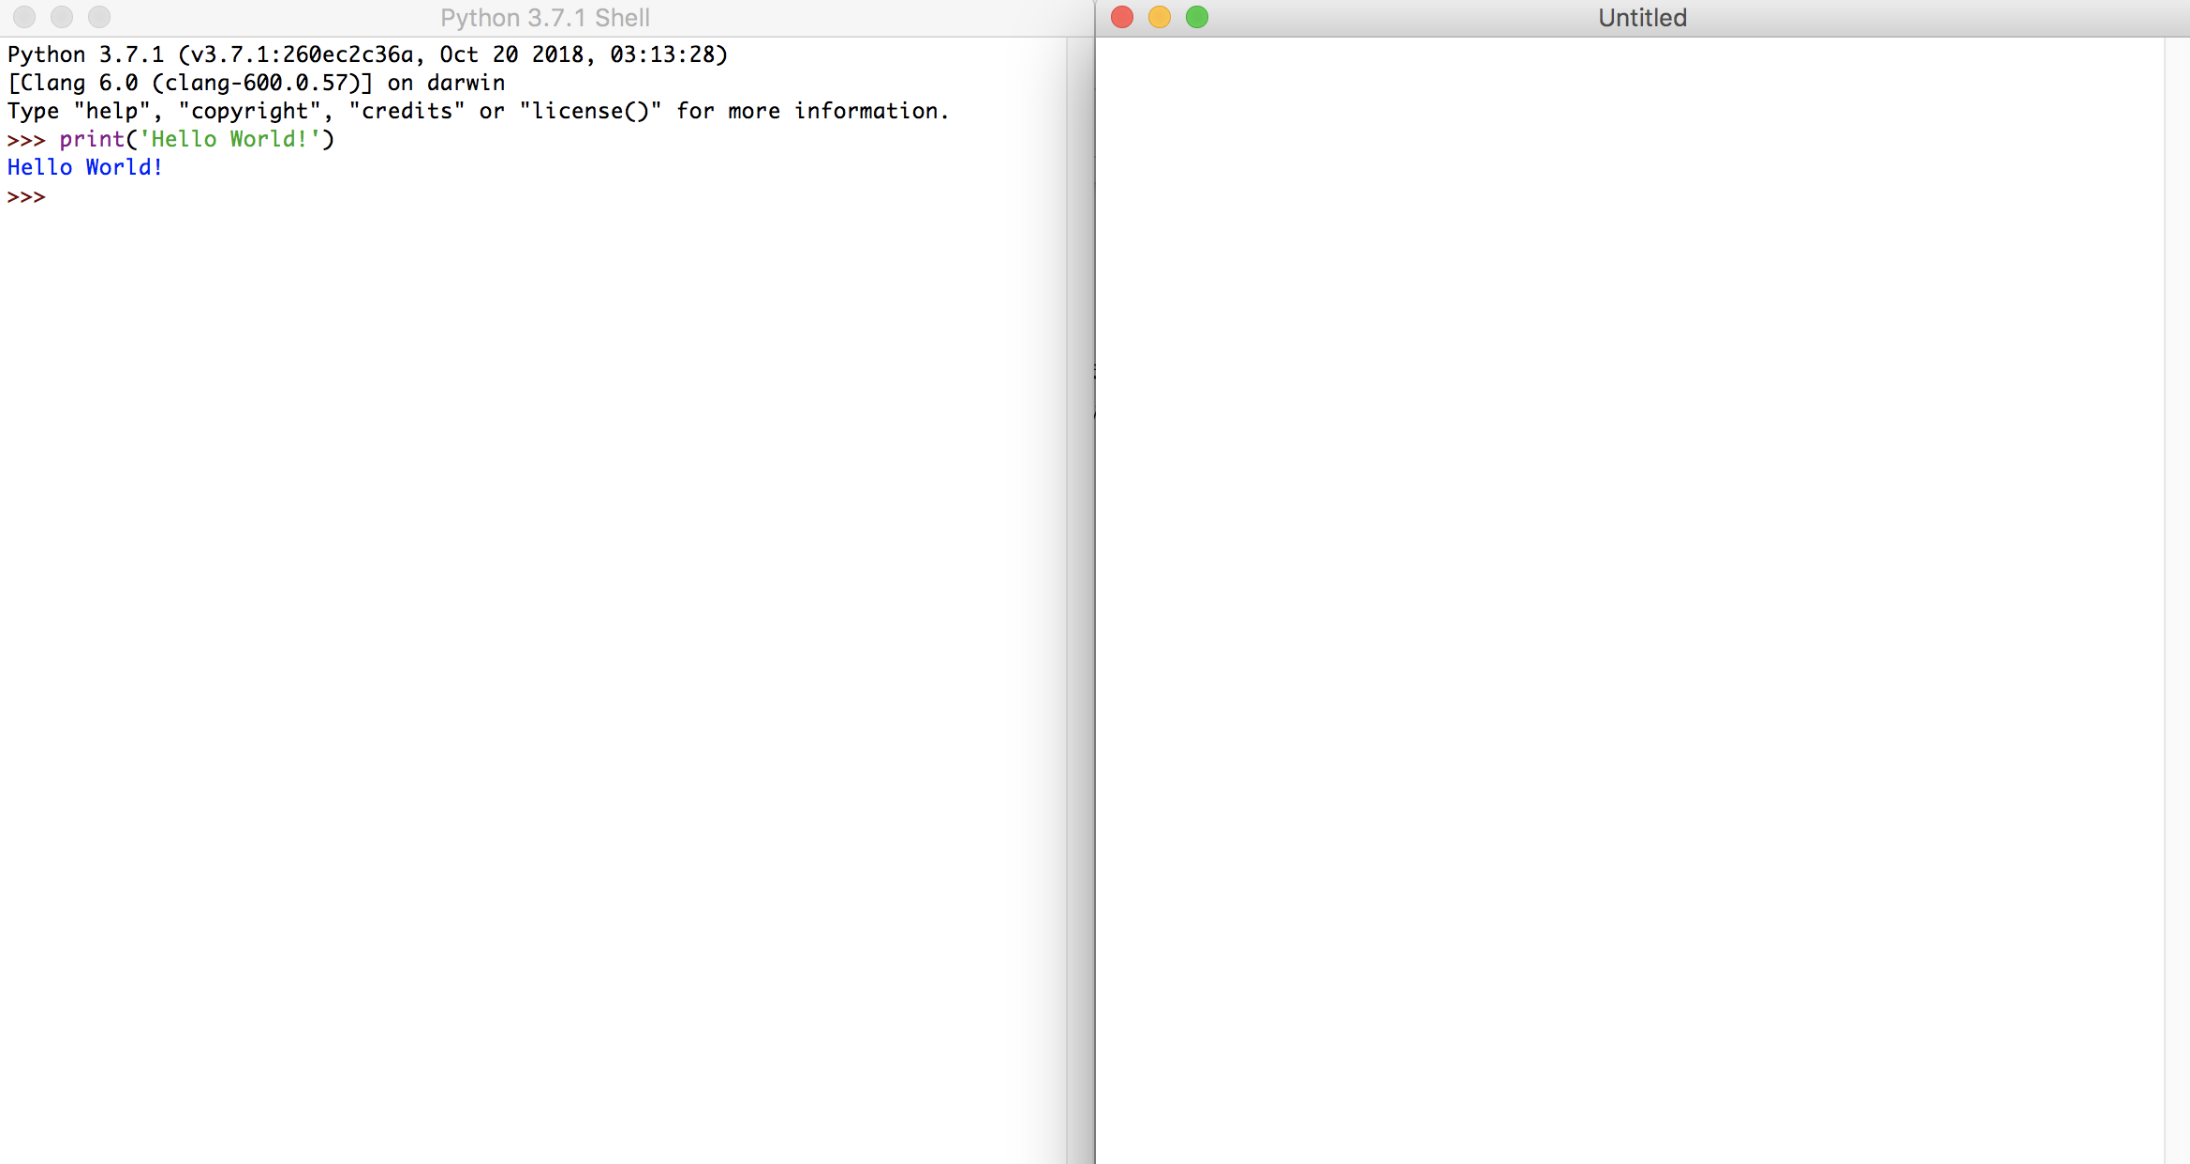 Python 3.7.1 Shell
Python 3.7.1 (v3.7.1:260ec2c36a, Oct 20 2018, 03:13:28)
[Clang 6.0 (clang-600.0.57)] on darwin
Type "help", "copyright", "credits" or "license()" for more information.
>>> print('Hello World!')
Hello World!
>>>
Untitled